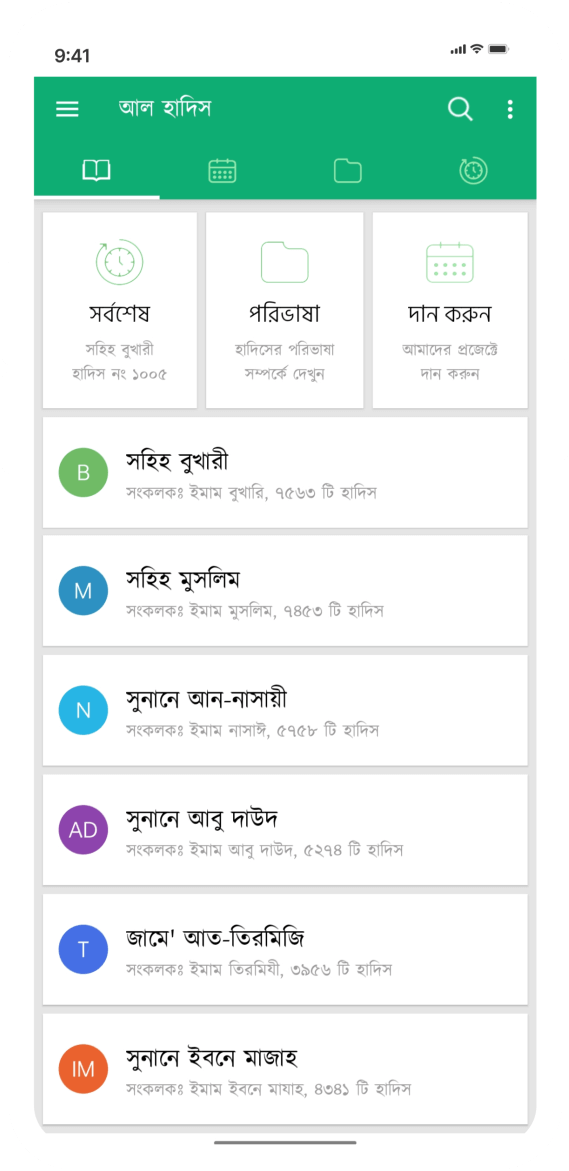 9:41
আল হাদিস
সর্বশেষ
সহিহ বুখারী
হাদিস নং ১০০৫
পরিভাষা
হাদিসের পরিভাষা
সম্পর্কে দেখুন
দান করুন
আমাদের প্রজেক্টে
দান করুন
B
সহিহ বুখারী
সংকলকঃ ইমাম বুখারি, ৭৫৬৩ টি হাদিস
M
সহিহ মুসলিম
সংকলকঃ ইমাম মুসলিম, ৭৪৫৩ টি হাদিস
N
সুনানে আন-নাসায়ী
সংকলকঃ ইমাম নাসাঈ, ৫৭৫৮ টি হাদিস
AD
সুনানে আবু দাউদ
সংকলকঃ ইমাম আবু দাউদ, ৫২৭৪ টি হাদিস
T
জামে' আত-তিরমিজি
সংকলকঃ ইমাম তিরমিযী, ৩৯৫৬ টি হাদিস
IM
সুনানে ইবনে মাজাহ
সংকলকঃ ইমাম ইবনে মাযাহ, ৪৩৪১ টি হাদিস